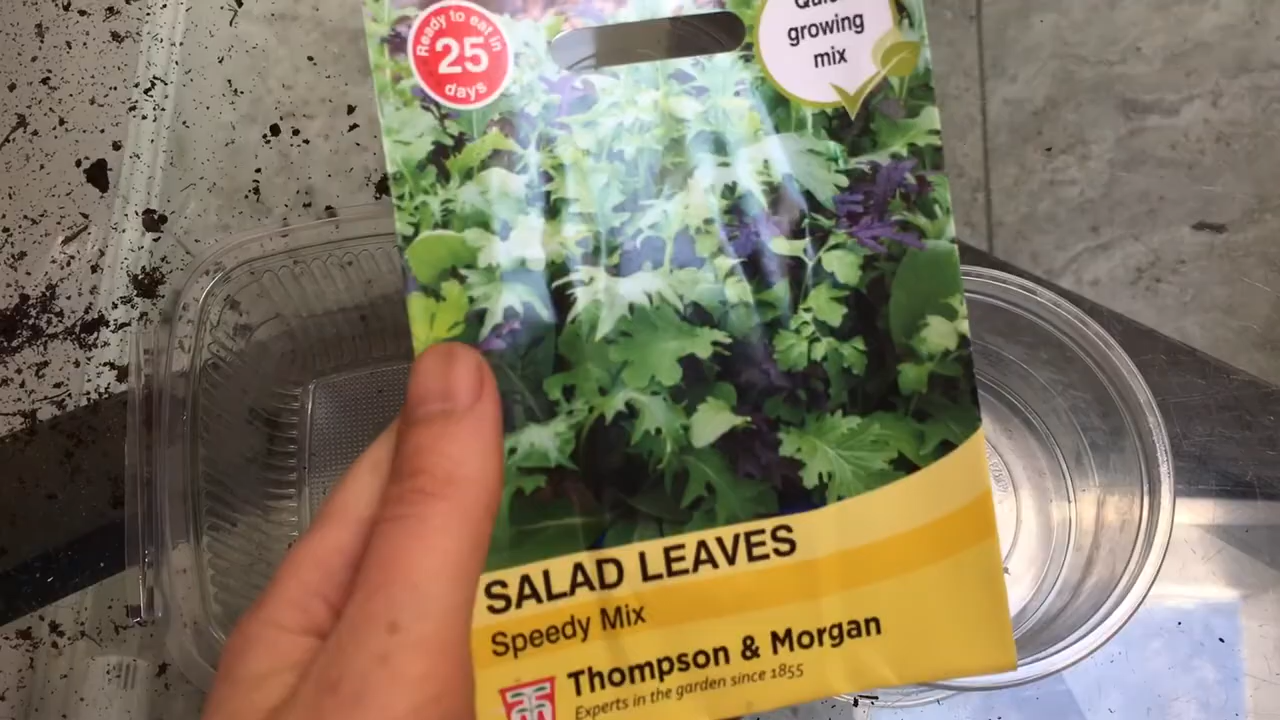 Ready to eat in
25
days
Quick
growing
mix
SALAD LEAVES
Speedy Mix
Thompson & Morgan
Experts in the garden since 1855